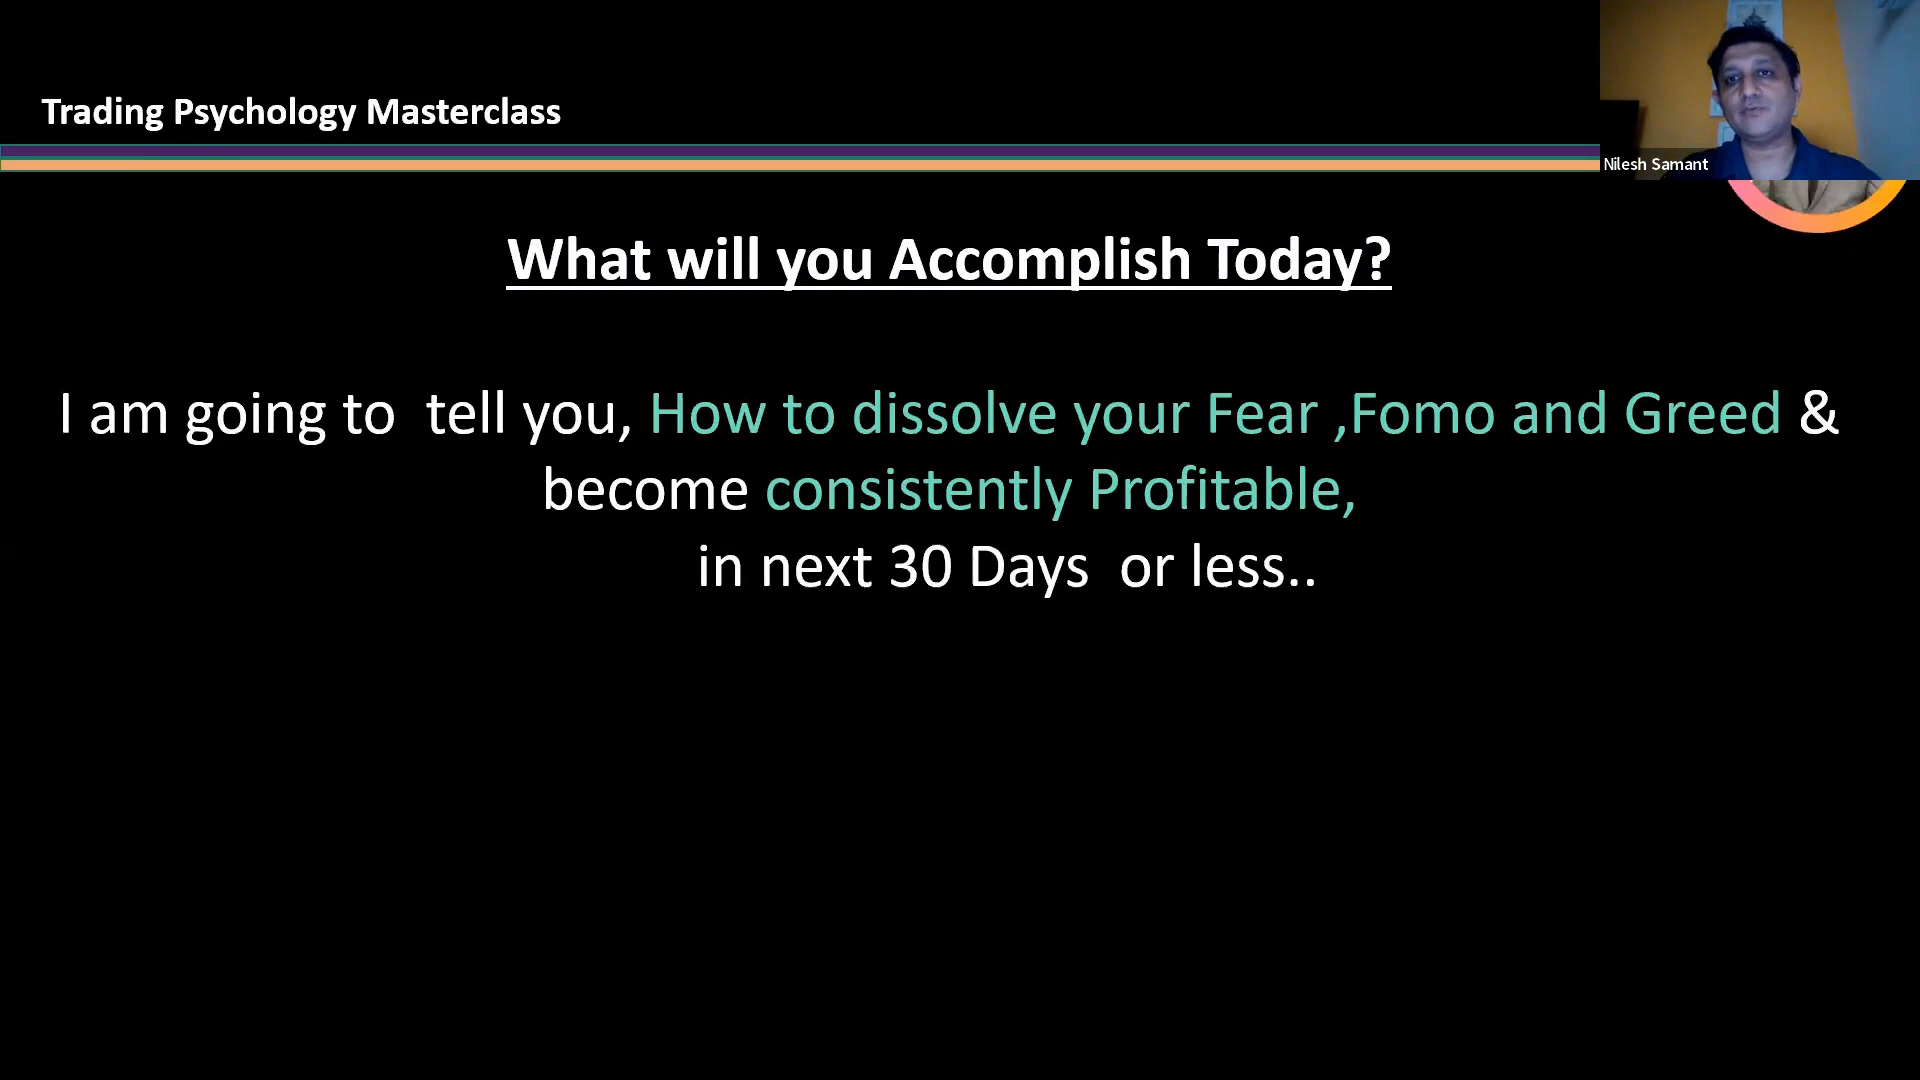 Trading Psychology Masterclass
Nilesh Samant
What will you Accomplish Today?
I am going to  tell you, How to dissolve your Fear ,Fomo and Greed &
become consistently Profitable,
in next 30 Days  or less..